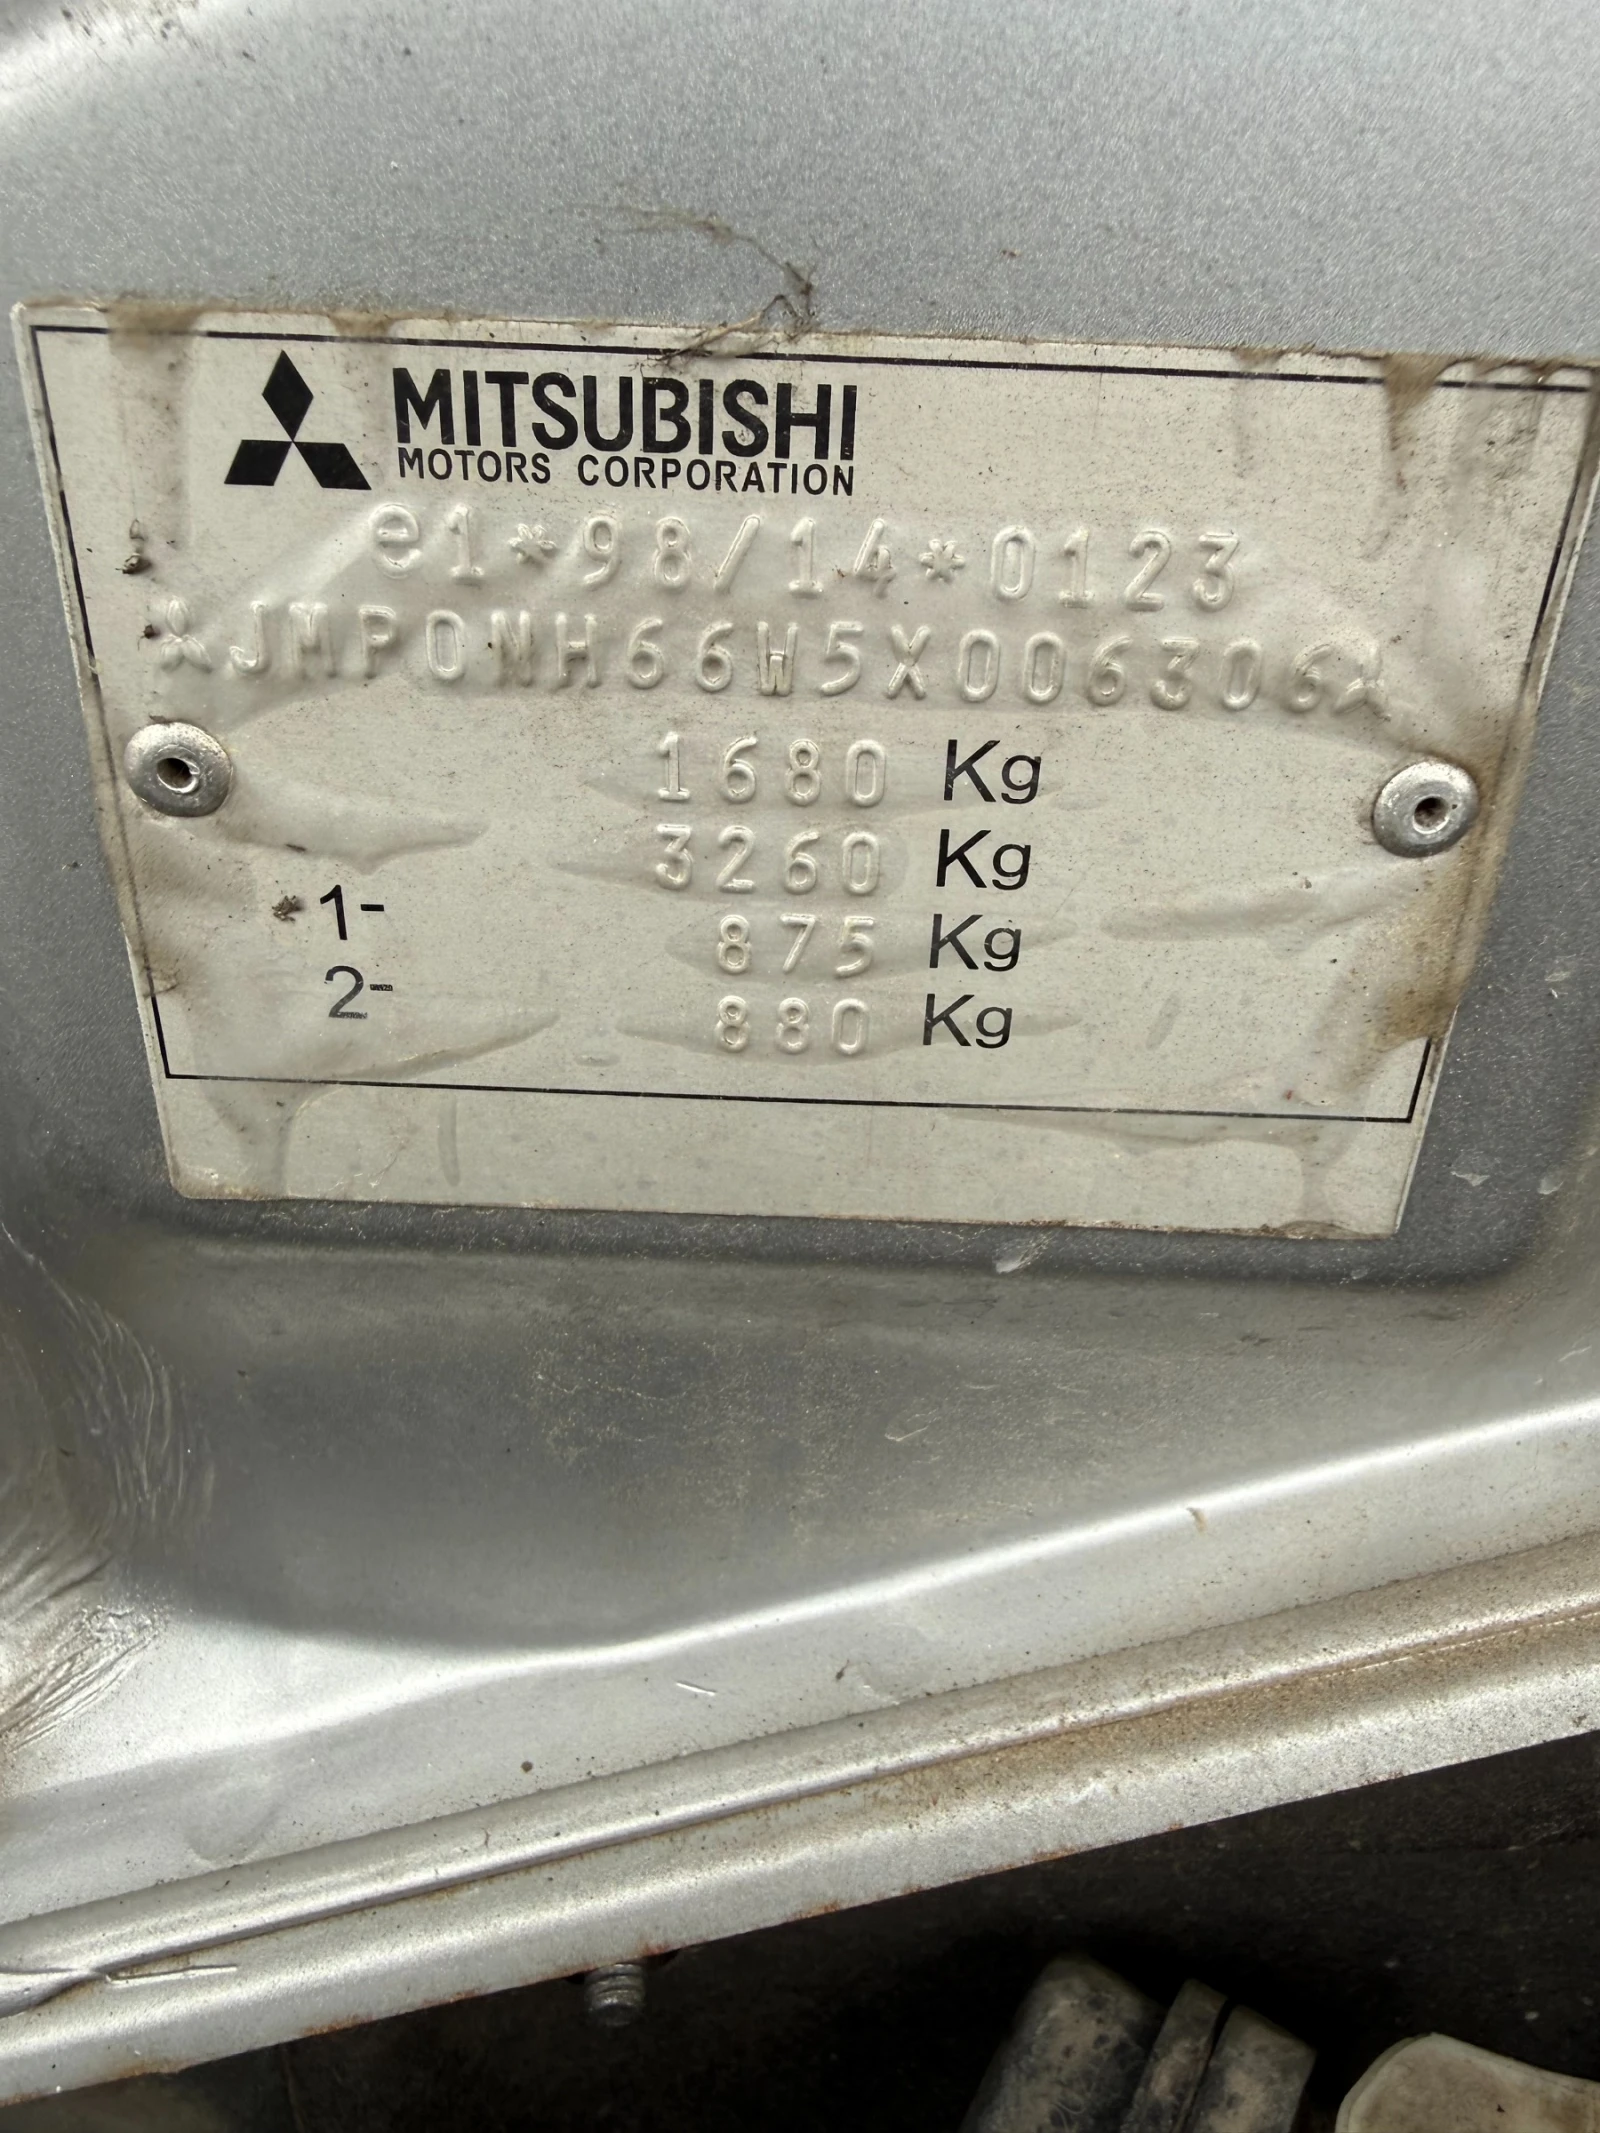 MITSUBISHI
MOTORS CORPORATION
e1*98/14*0123
JMP0NH66W5X006306
1680 Kg
3260 Kg
1- 875 Kg
2- 880 Kg